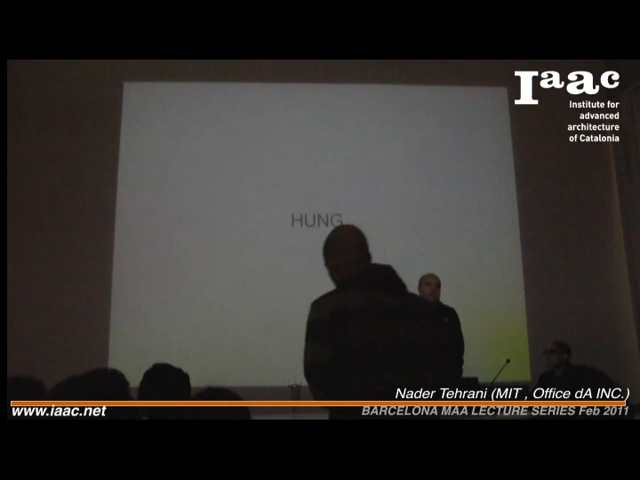 Iaac
Institute for
advanced
architecture
of Catalonia
HUNG
Nader Tehrani (MIT , Office dA INC.)
www.iaac.net
BARCELONA MAA LECTURE SERIES Feb 2011